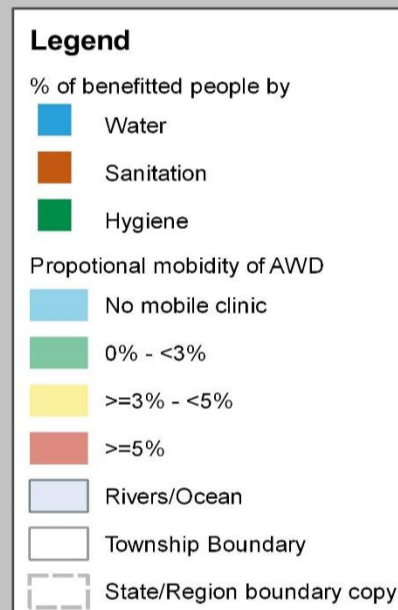 Legend
% of benefitted people by
Water
Sanitation
Hygiene
Propotional mobidity of AWD
No mobile clinic
0% - <3%
>=3% - <5%
>=5%
Rivers/Ocean
Township Boundary
State/Region boundary copy